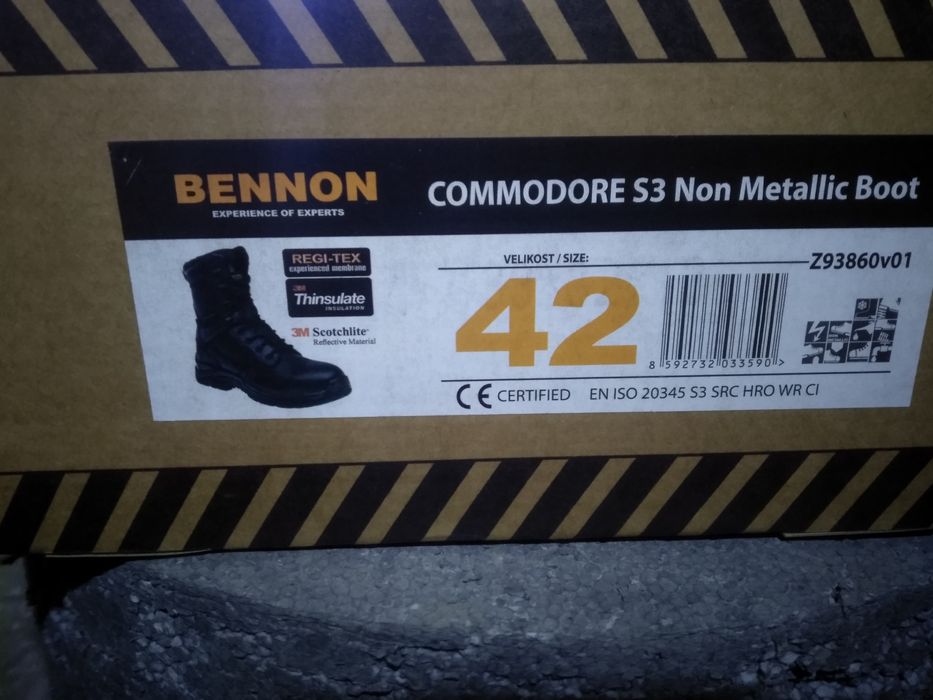 BENNON
EXPERIENCE OF EXPERTS
COMMODORE S3 Non Metallic Boot
REGI-TEX
experienced membrane
3M
Thinsulate
INSULATION
3M Scotchlite
Reflective Material
VELIKOST / SIZE:
Z93860v01
42
8 592732 033590 >
CE CERTIFIED EN ISO 20345 S3 SRC HRO WR CI